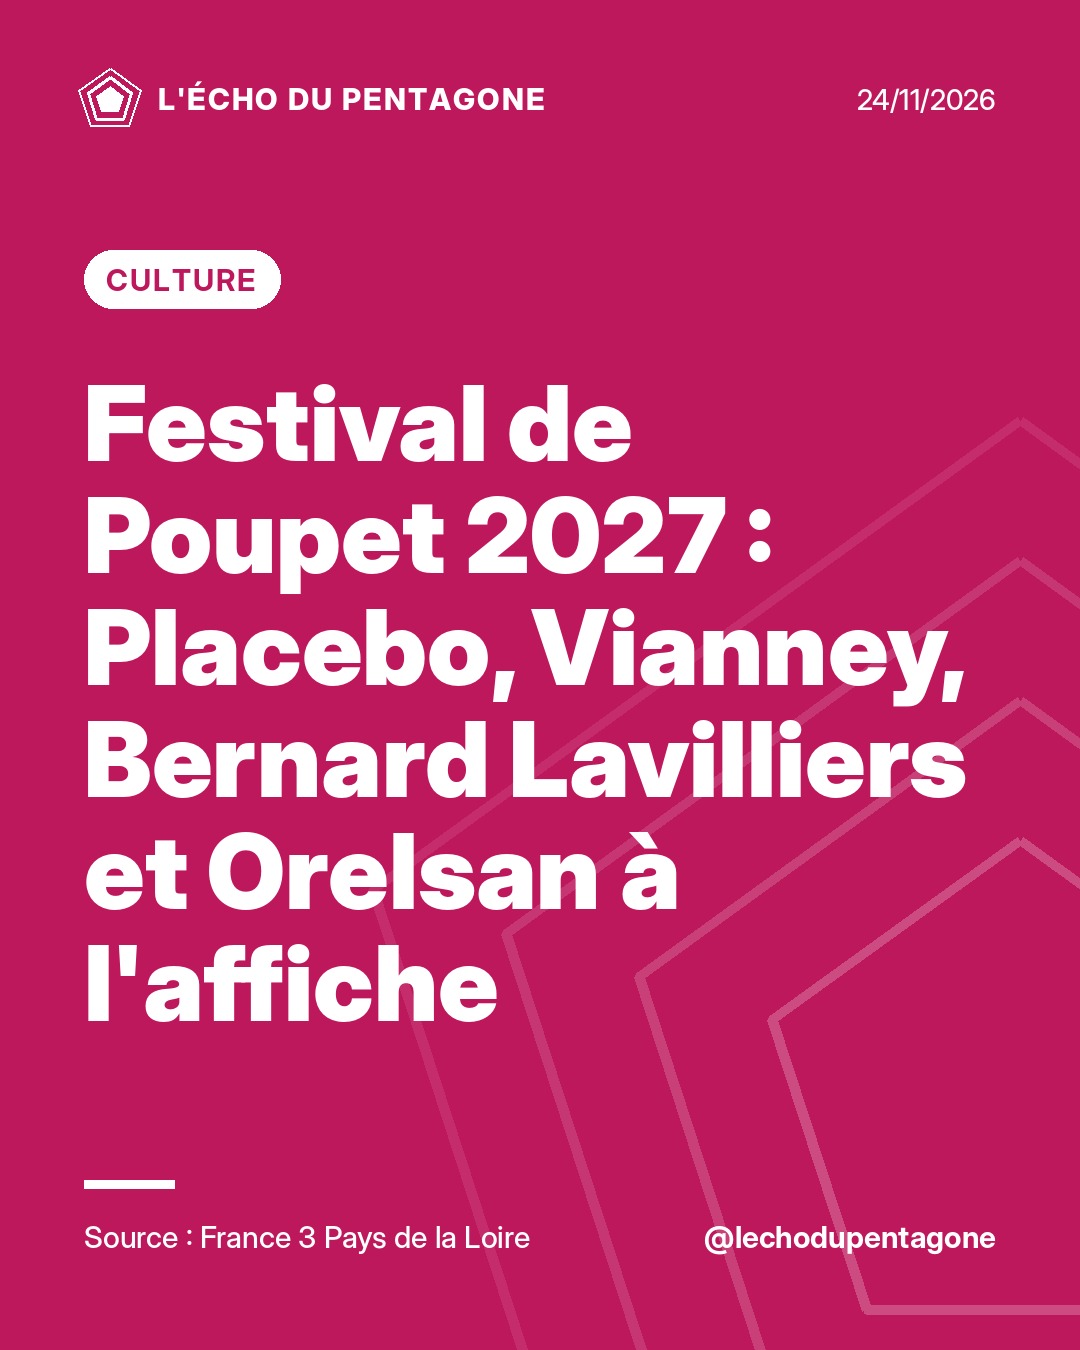 L'ÉCHO DU PENTAGONE
24/11/2026
CULTURE
Festival de
Poupet 2027 :
Placebo, Vianney,
Bernard Lavilliers
et Orelsan à
l'affiche
Source : France 3 Pays de la Loire
@lechodupentagone